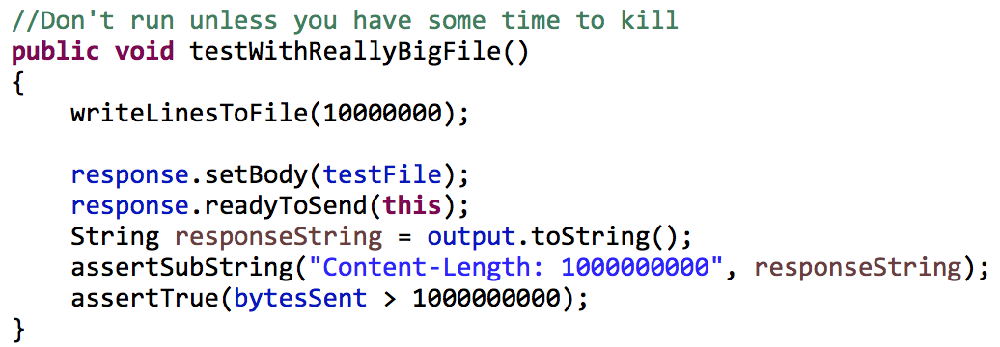 //Don't run unless you have some time to kill
public void testWithReallyBigFile()
{
    writeLinesToFile(10000000);

    response.setBody(testFile);
    response.readyToSend(this);
    String responseString = output.toString();
    assertSubString("Content-Length: 1000000000", responseString);
    assertTrue(bytesSent > 1000000000);
}